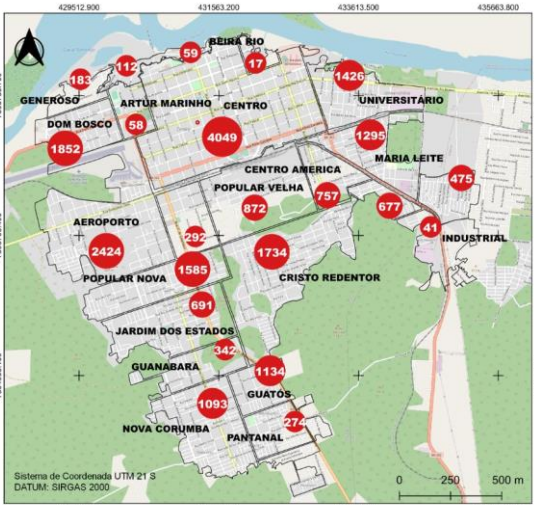 429512.900 431563.200 433613.500 435663.800
BEIRA RIO
59
17
112
183
1426
GENEROSO
ARTUR MARINHO
CENTRO
UNIVERSITÁRIO
DOM BOSCO
58
4049
1295
1852
MARIA LEITE
CENTRO AMERICA
475
POPULAR VELHA
757
677
872
AEROPORTO
41
292
INDUSTRIAL
2424
1734
1585
POPULAR NOVA
CRISTO REDENTOR
691
JARDIM DOS ESTADOS
342
GUANABARA
1134
GUATÓS
1093
274
NOVA CORUMBA
PANTANAL
Sistema de Coordenada UTM 21 S
DATUM: SIRGAS 2000
0 250 500 m